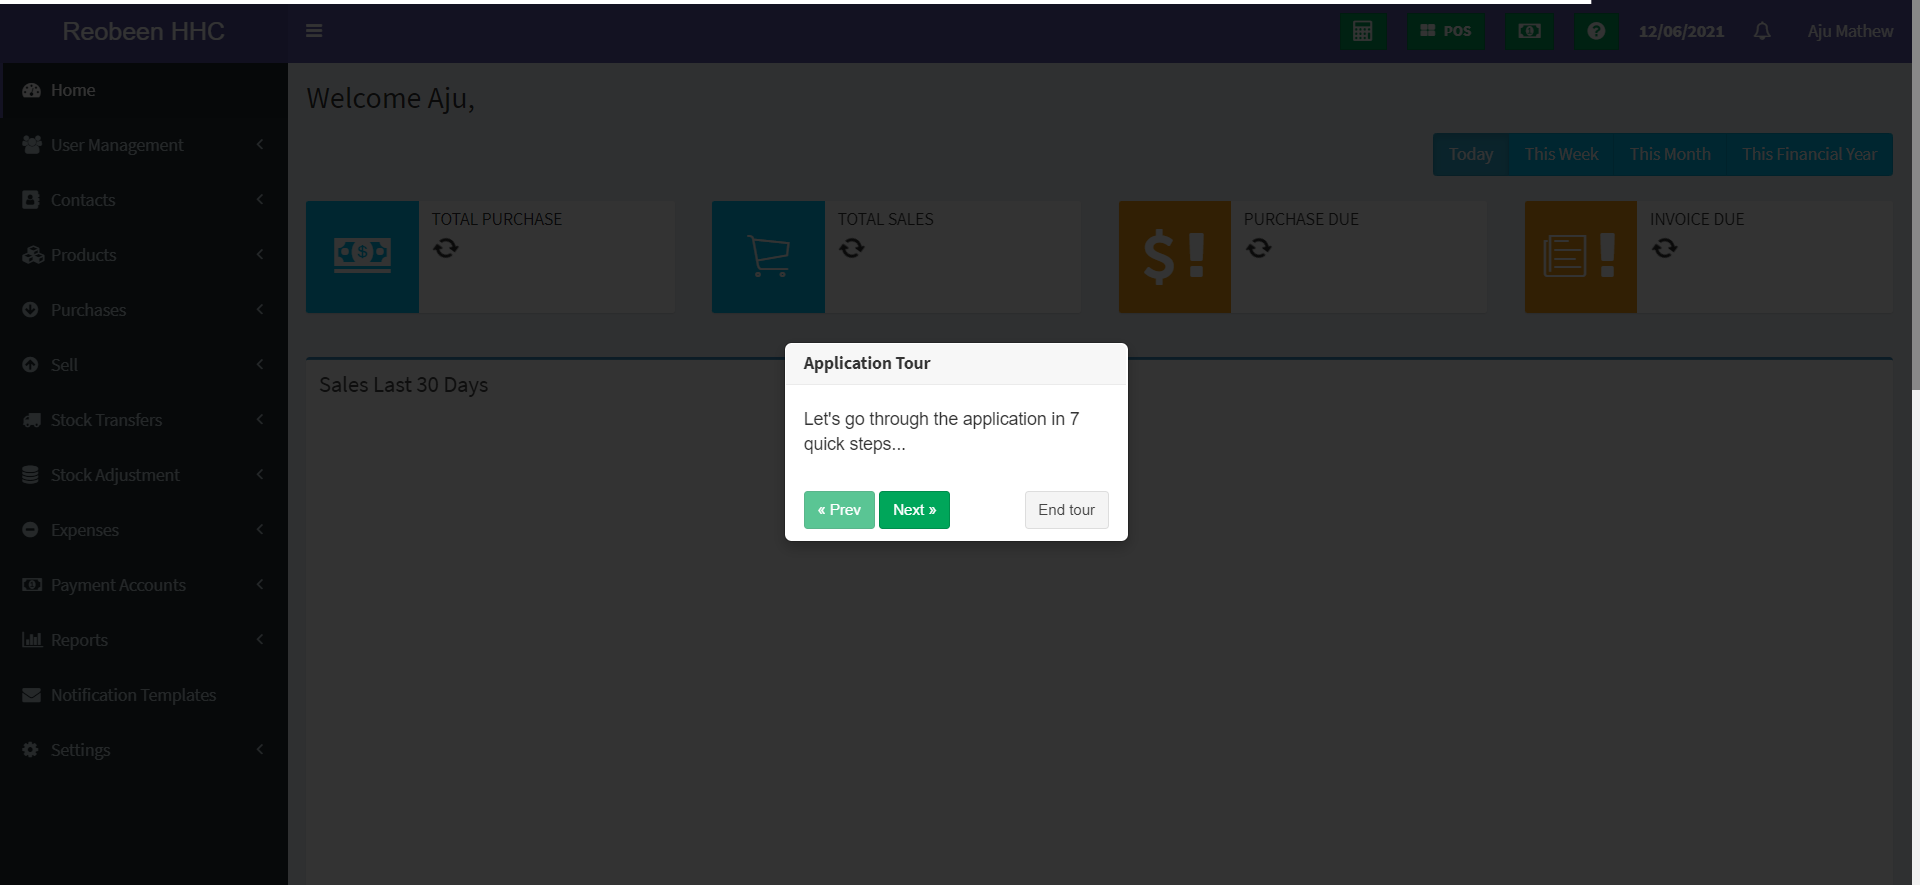 Reobeen HHC
POS
12/06/2021
Aju Mathew
Home
User Management
Contacts
Products
Purchases
Sell
Stock Transfers
Stock Adjustment
Expenses
Payment Accounts
Reports
Notification Templates
Settings
Welcome Aju,
Today
This Week
This Month
This Financial Year
TOTAL PURCHASE
TOTAL SALES
PURCHASE DUE
INVOICE DUE
Sales Last 30 Days
Application Tour
Let's go through the application in 7
quick steps...
« Prev
Next »
End tour